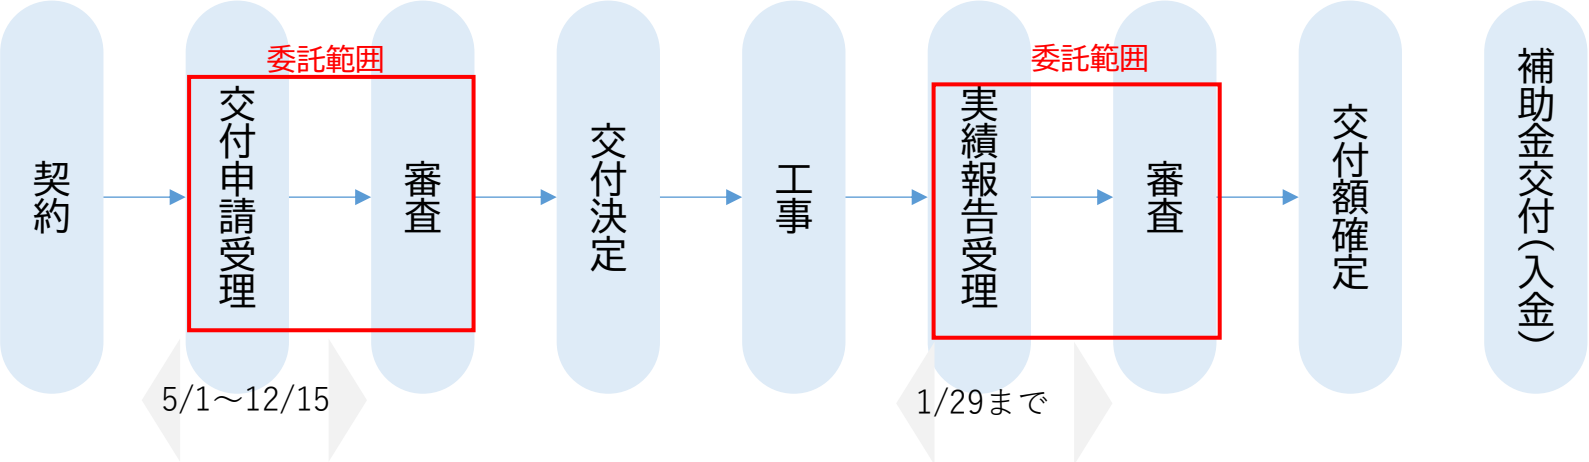 契約
委託範囲
交付申請受理
審査
5/1～12/15
交付決定
工事
委託範囲
実績報告受理
審査
1/29まで
交付額確定
補助金交付(入金)